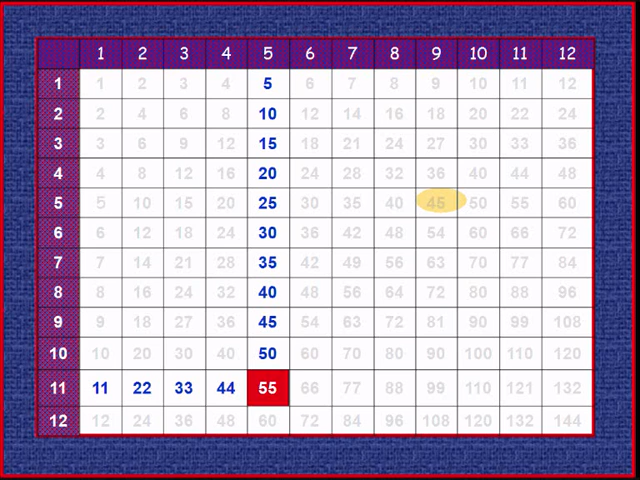 1 2 3 4 5 6 7 8 9 10 11 12
1 1 2 3 4 5 6 7 8 9 10 11 12
2 2 4 6 8 10 12 14 16 18 20 22 24
3 3 6 9 12 15 18 21 24 27 30 33 36
4 4 8 12 16 20 24 28 32 36 40 44 48
5 5 10 15 20 25 30 35 40 45 50 55 60
6 6 12 18 24 30 36 42 48 54 60 66 72
7 7 14 21 28 35 42 49 56 63 70 77 84
8 8 16 24 32 40 48 56 64 72 80 88 96
9 9 18 27 36 45 54 63 72 81 90 99 108
10 10 20 30 40 50 60 70 80 90 100 110 120
11 11 22 33 44 55 66 77 88 99 110 121 132
12 12 24 36 48 60 72 84 96 108 120 132 144